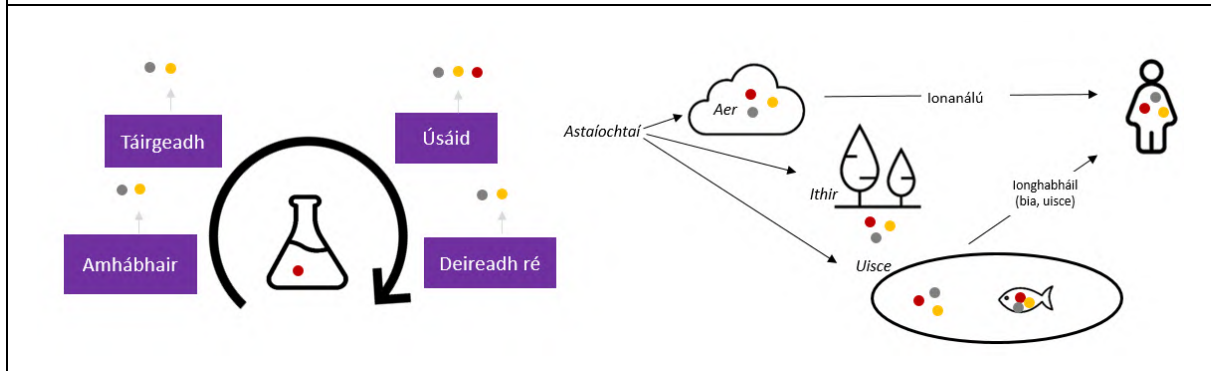 Táirgeadh
Úsáid
Amhábhair
Deireadh ré
Astaíochtaí
Aer
Ionanálú
Ithir
Ionghabháil
(bia, uisce)
Uisce